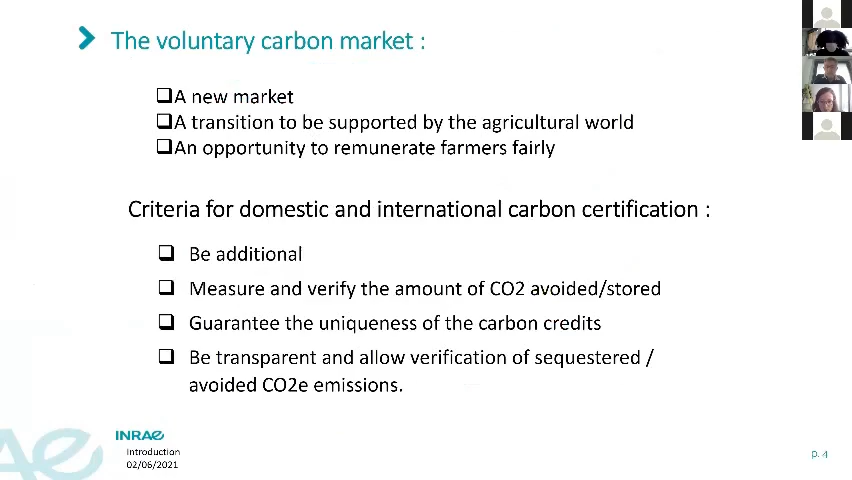 The voluntary carbon market :
A new market
A transition to be supported by the agricultural world
An opportunity to remunerate farmers fairly
Criteria for domestic and international carbon certification :
Be additional
Measure and verify the amount of CO2 avoided/stored
Guarantee the uniqueness of the carbon credits
Be transparent and allow verification of sequestered /
avoided CO2e emissions.
INRAE
Introduction
02/06/2021
p. 4